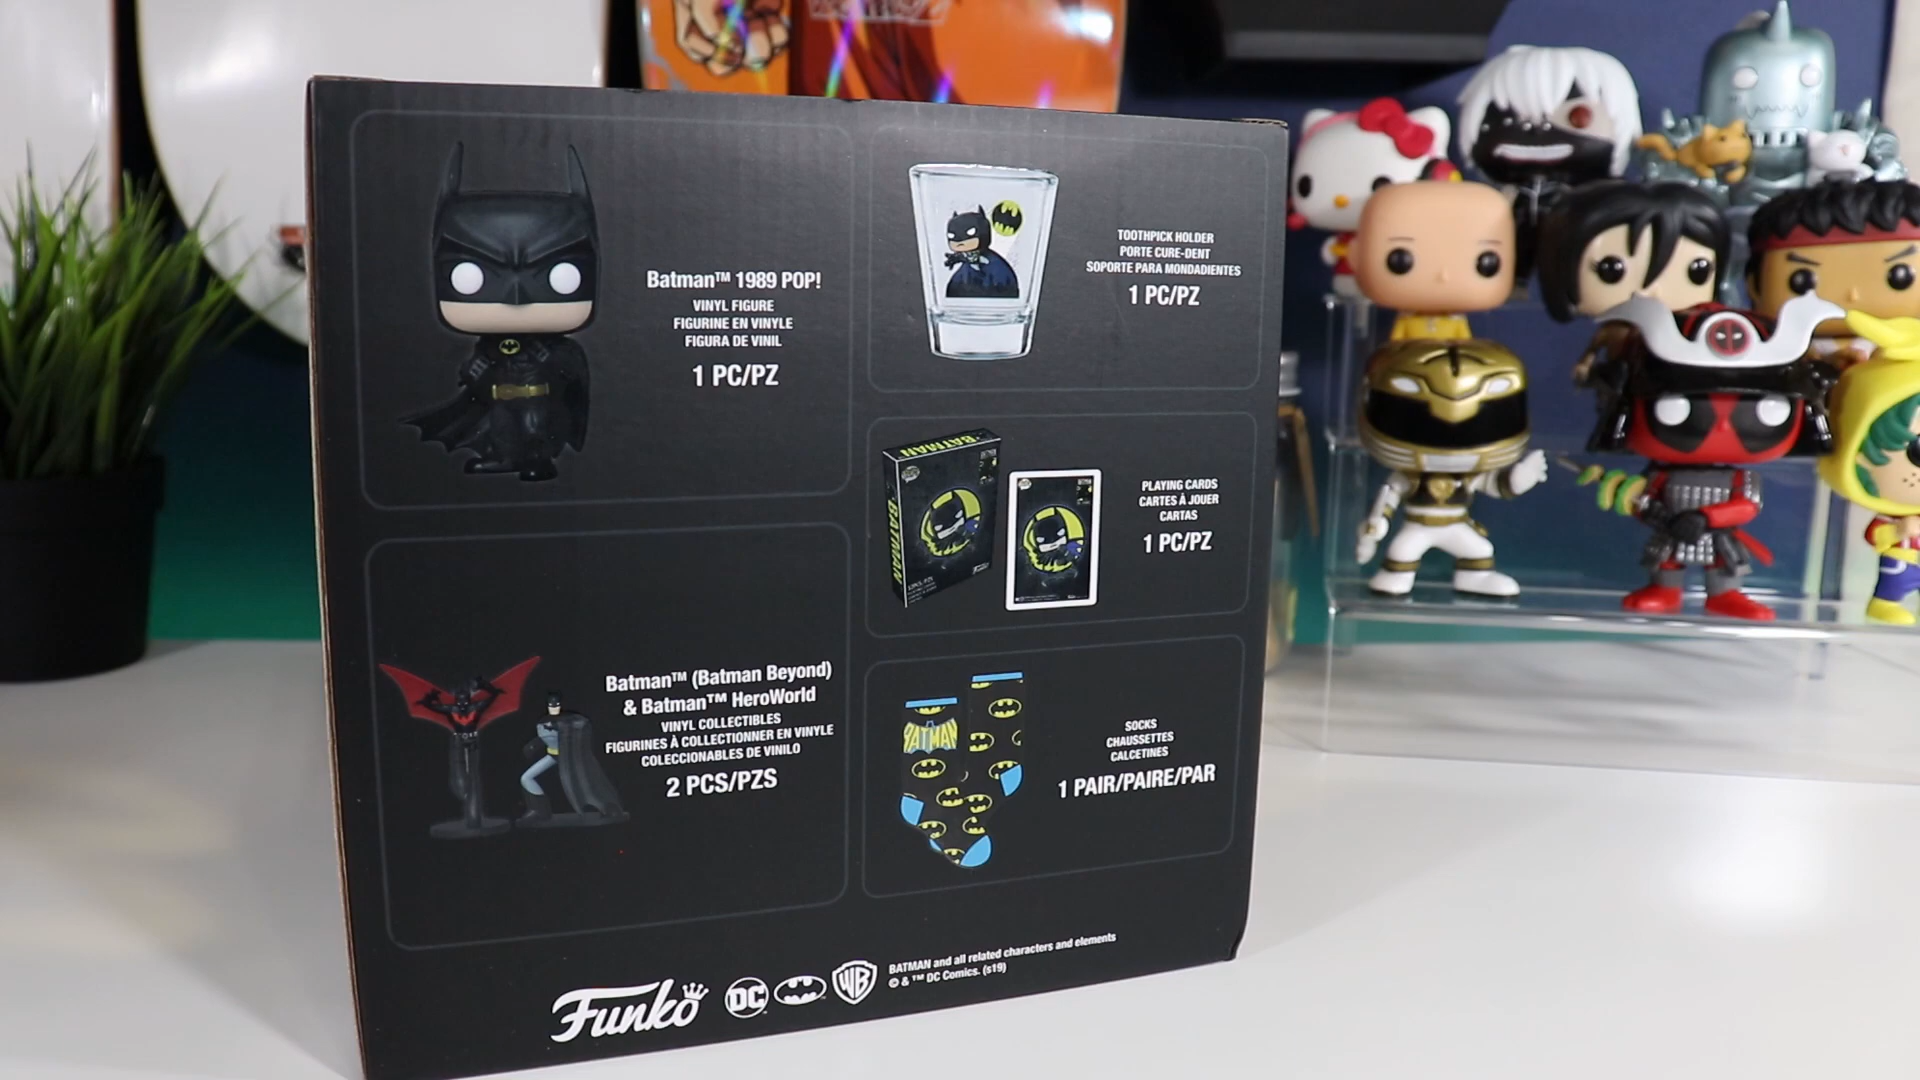 Batman™ 1989 POP!
VINYL FIGURE
FIGURINE EN VINYLE
FIGURA DE VINIL
1 PC/PZ
TOOTHPICK HOLDER
PORTE CURE-DENT
SOPORTE PARA MONDADIENTES
1 PC/PZ
BATMAN
BATMAN
Funko
PLAYING CARDS
CARTES À JOUER
CARTAS
1 PC/PZ
Batman™ (Batman Beyond)
& Batman™ HeroWorld
VINYL COLLECTIBLES
FIGURINES À COLLECTIONNER EN VINYLE
COLECCIONABLES DE VINILO
2 PCS/PZS
BATMAN
SOCKS
CHAUSSETTES
CALCETINES
1 PAIR/PAIRE/PAR
Funko
DC
WB
BATMAN and all related characters and elements
© & ™ DC Comics. (s19)